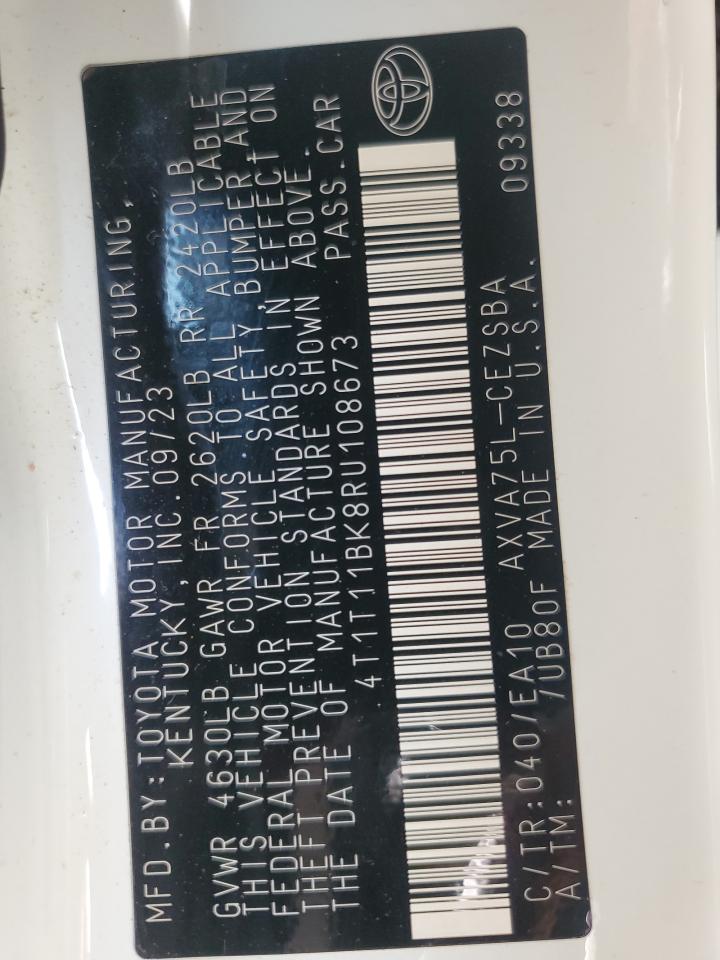 MFD.BY:TOYOTA MOTOR MANUFACTURING,
KENTUCKY,INC.09/23
GVWR 4630LB GAWR FR 2620LB RR 2420LB
THIS VEHICLE CONFORMS TO ALL APPLICABLE
FEDERAL MOTOR VEHICLE SAFETY,BUMPER AND
THEFT PREVENTION STANDARDS IN EFFECT ON
THE DATE OF MANUFACTURE SHOWN ABOVE.
4T1T11BK8RU108673 PASS.CAR
C/TR:040/EA10 AXVA75L-CEZSBA 09338
A/TM: /UB80F MADE IN U.S.A.